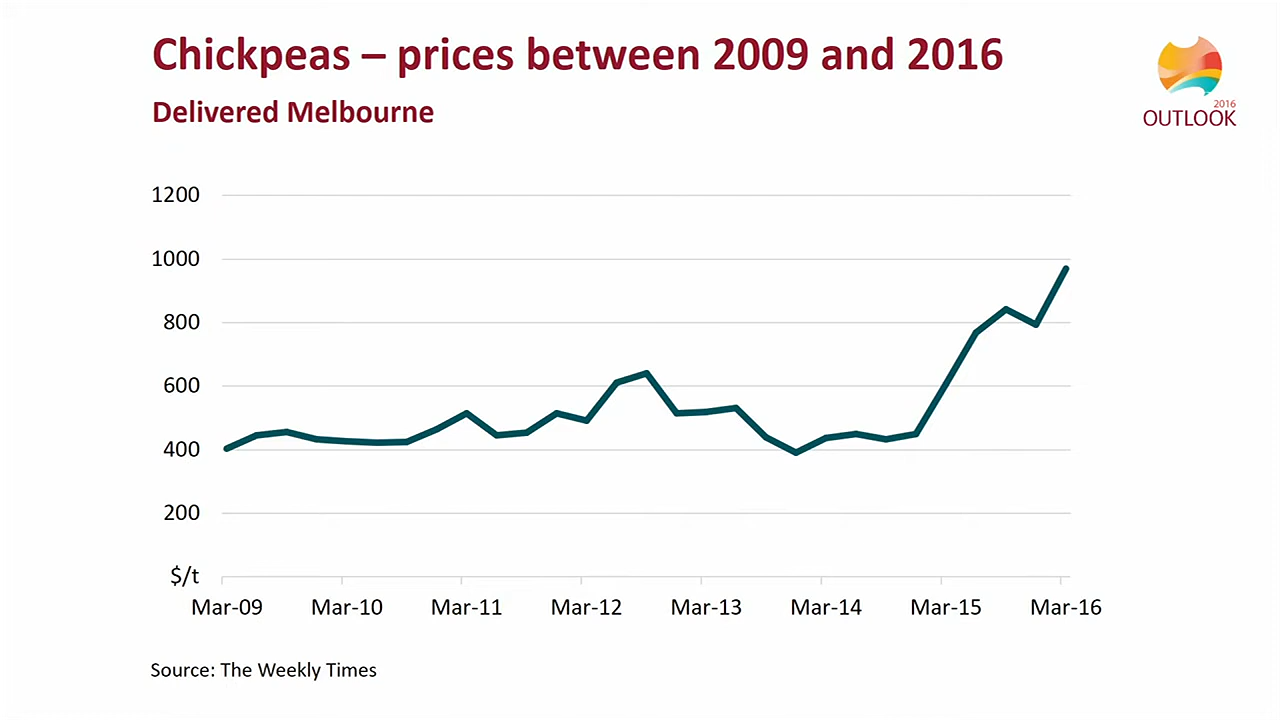 Chickpeas – prices between 2009 and 2016
Delivered Melbourne
2016
OUTLOOK
1200
1000
800
600
400
200
$/t
Mar-09 Mar-10 Mar-11 Mar-12 Mar-13 Mar-14 Mar-15 Mar-16
Source: The Weekly Times